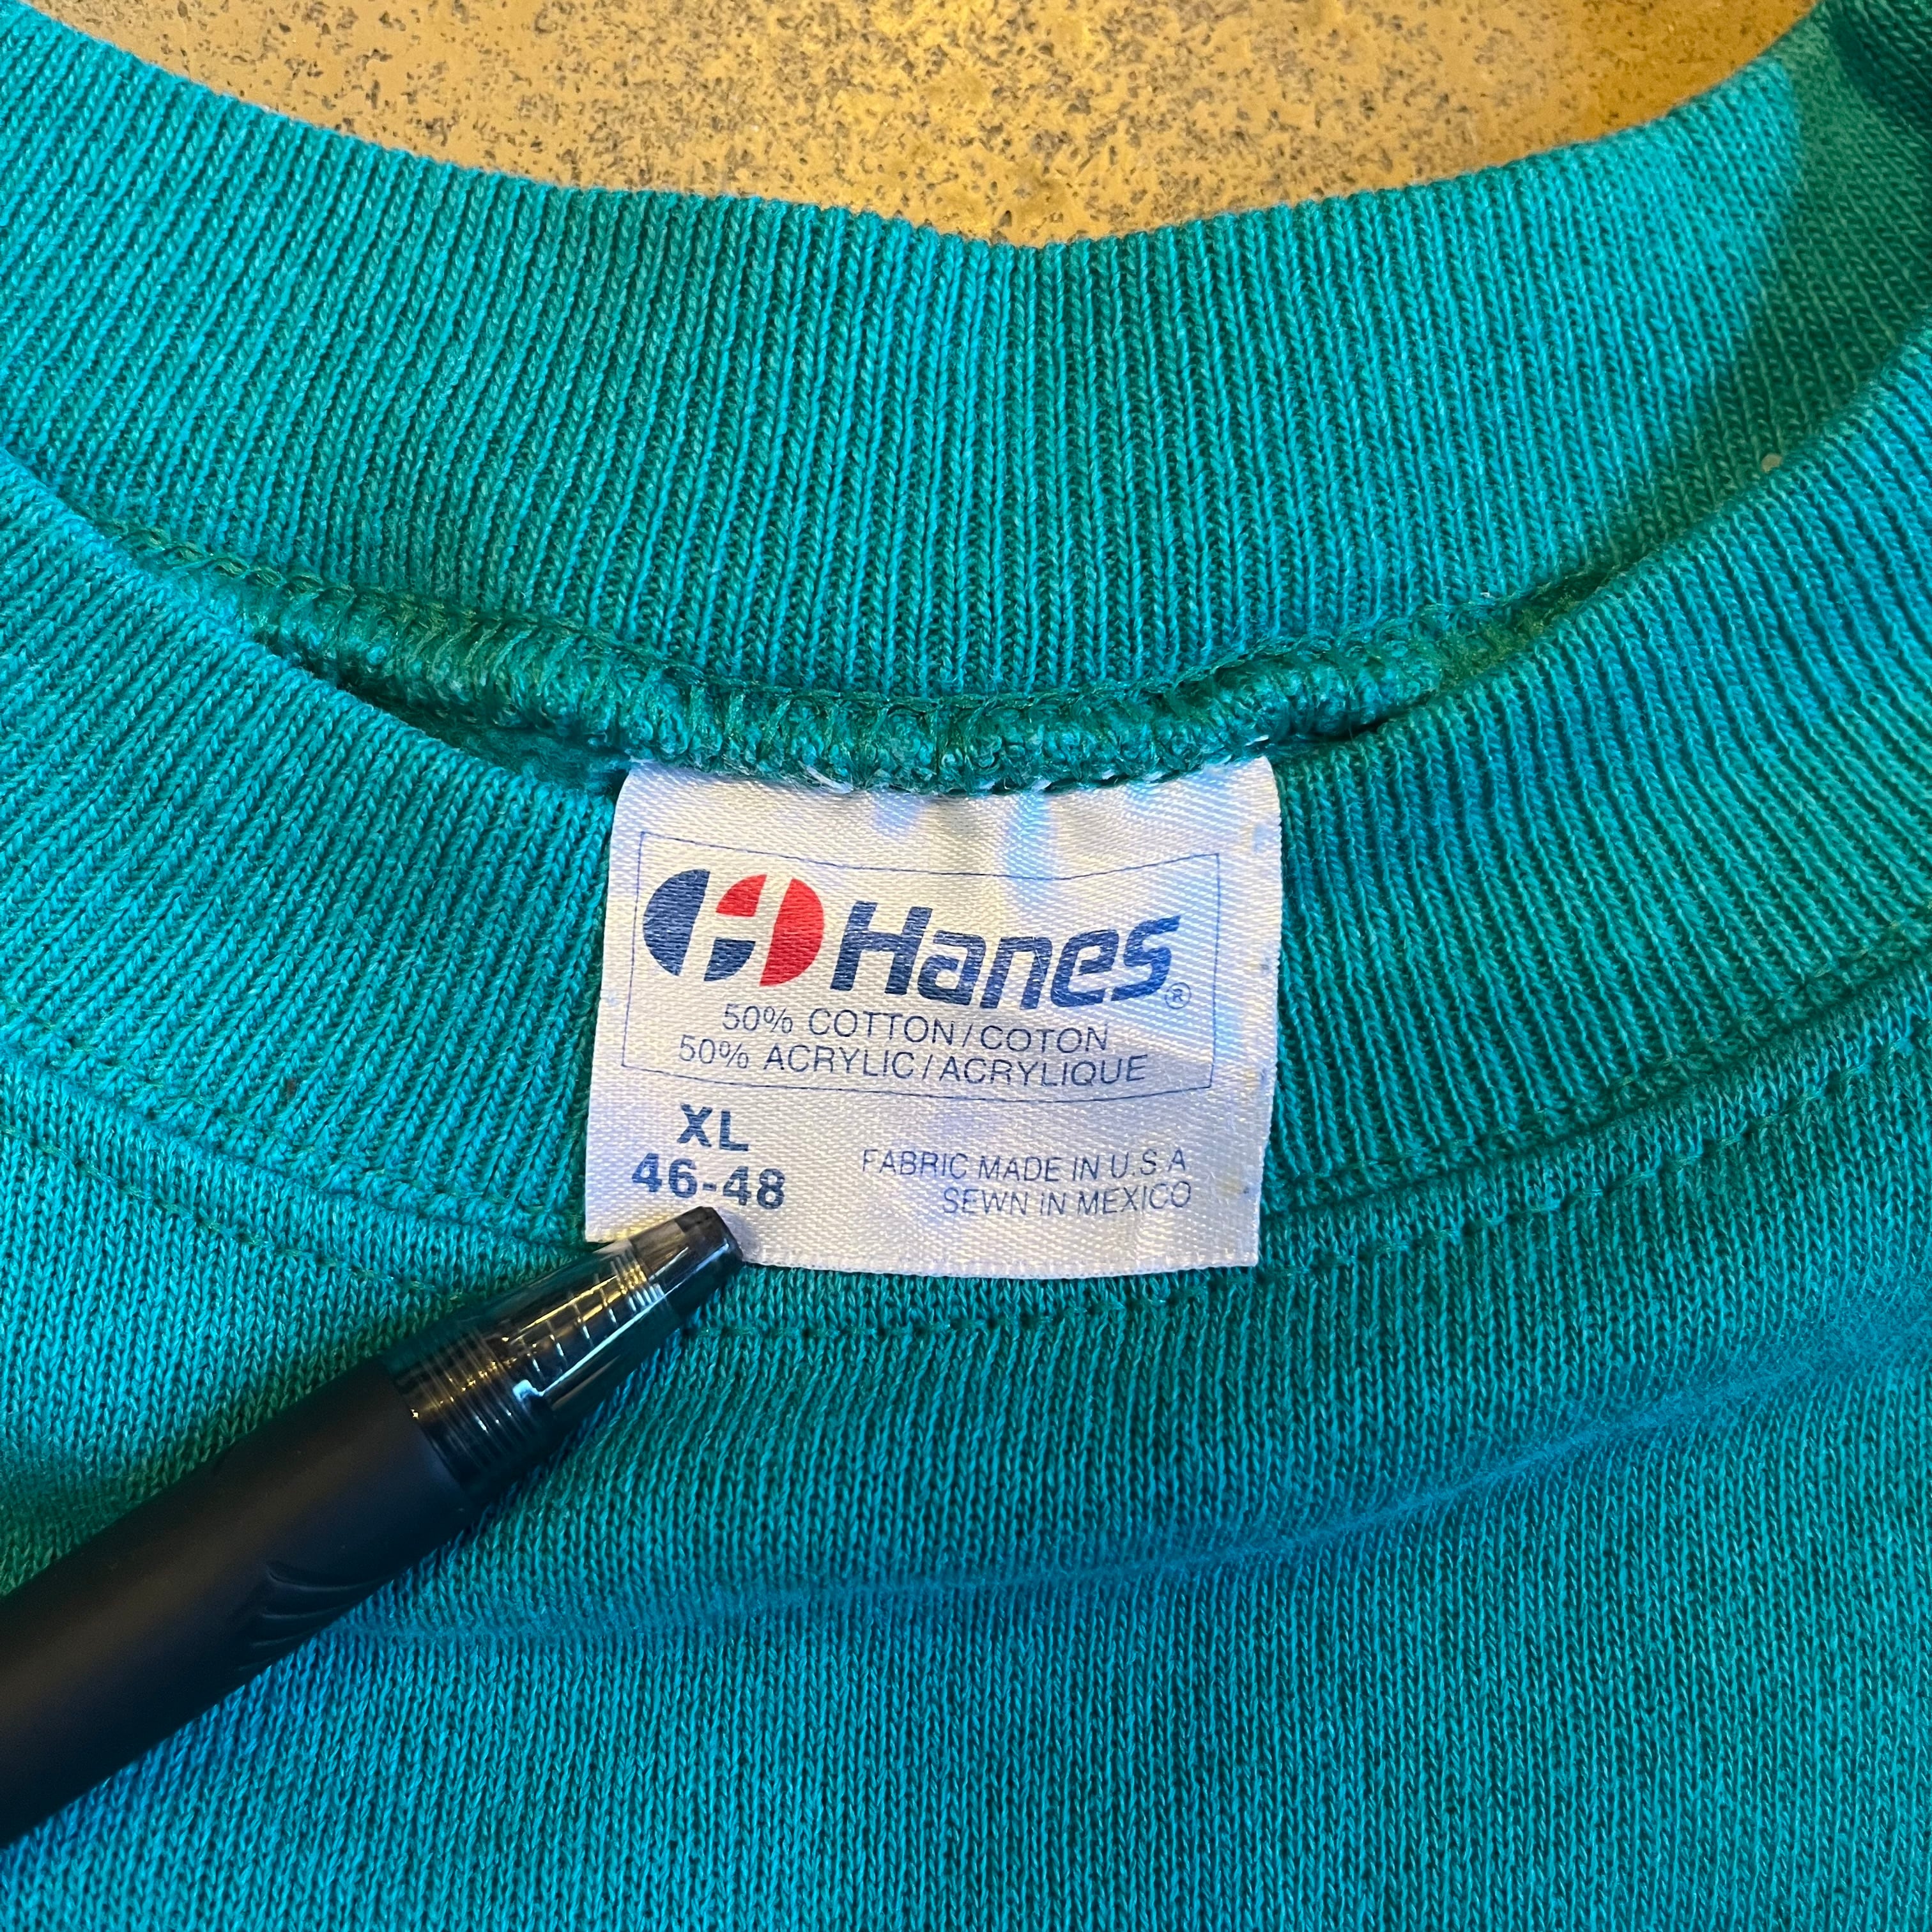 Hanes®
50% COTTON/COTON
50% ACRYLIC/ACRYLIQUE
XL
46-48
FABRIC MADE IN U.S.A
SEWN IN MEXICO